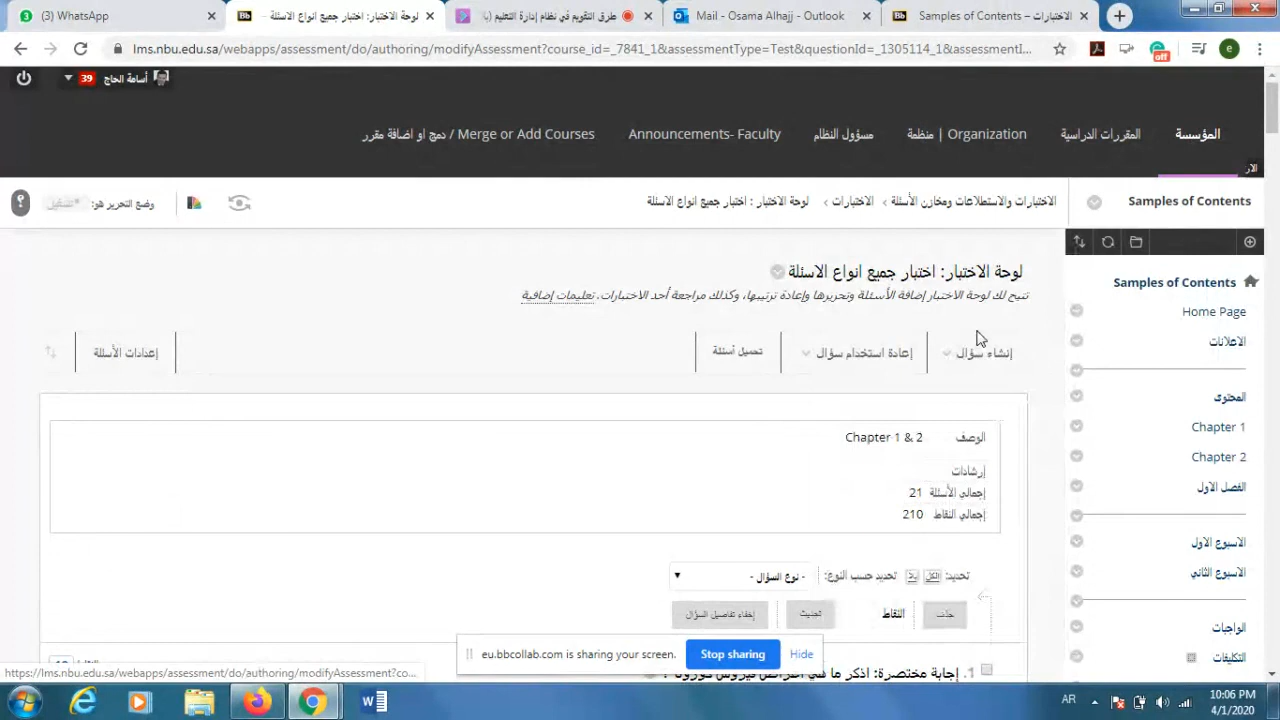 (3) WhatsApp
لوحة الاختبار: اختبار جميع انواع الاسئلة –
طرق التقويم في نظام إدارة التعليم
Mail - Osama Alhajj - Outlook
Samples of Contents – الاختبارات
lms.nbu.edu.sa/webapps/assessment/do/authoring/modifyAssessment?course_id=_7841_1&assessmentType=Test&questionId=_1305114_1&assessmentI...
off
e
أسامة الحاج
39
المؤسسة
المقررات الدراسية
منظمة | Organization
مسؤول النظام
Announcements- Faculty
دمج او اضافة مقرر / Merge or Add Courses
الار
Samples of Contents
الاختبارات والاستطلاعات ومخازن الأسئلة
الاختبارات
لوحة الاختبار : اختبار جميع انواع الاسئلة
وضع التحرير هو: تشغيل
?
Samples of Contents
Home Page
الاعلانات
المحتوى
Chapter 1
Chapter 2
الفصل الاول
الاسبوع الاول
الاسبوع الثاني
الواجبات
التكليفات
لوحة الاختبار: اختبار جميع انواع الاسئلة
تتيح لك لوحة الاختبار إضافة الأسئلة وتحريرها وإعادة ترتيبها، وكذلك مراجعة أحد الاختبارات. تعليمات إضافية
إنشاء سؤال
إعادة استخدام سؤال
تحميل أسئلة
إعدادات الأسئلة
الوصف Chapter 1 & 2
إرشادات
إجمالي الأسئلة 21
إجمالي النقاط 210
تحديد: الكل بلا تحديد حسب النوع: - نوع السؤال -
حذف
النقاط
تحديث
إخفاء تفاصيل السؤال
1. إجابة مختصرة: اذكر ما هي اعراض فيروس كورونا ؟
eu.bbcollab.com is sharing your screen.
Stop sharing
Hide
https://lms.nbu.edu.sa/webapps/assessment/do/authoring/modifyAssessment?co...
AR
10:06 PM
4/1/2020